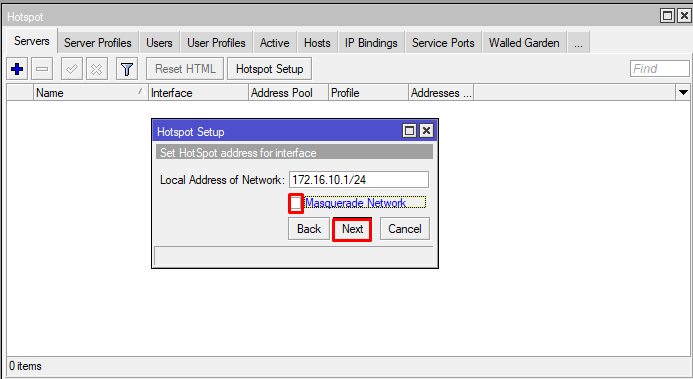 Hotspot
Servers Server Profiles Users User Profiles Active Hosts IP Bindings Service Ports Walled Garden ...
Reset HTML Hotspot Setup Find
Name Interface Address Pool Profile Addresses ...
Hotspot Setup
Set HotSpot address for interface
Local Address of Network: 172.16.10.1/24
Masquerade Network
Back Next Cancel
0 items